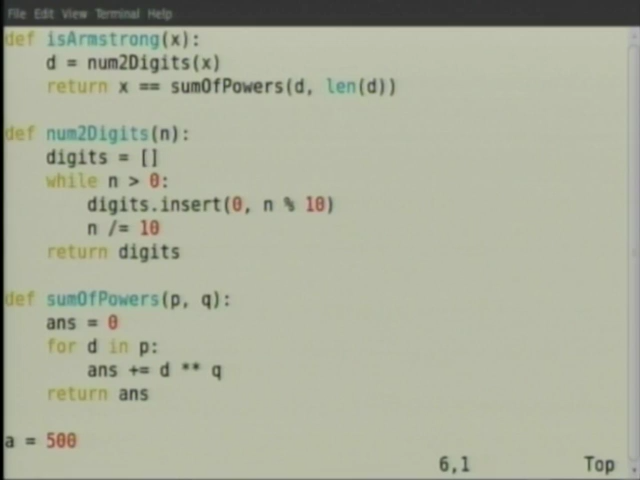 File Edit View Terminal Help
def isArmstrong(x):
    d = num2Digits(x)
    return x == sumOfPowers(d, len(d))

def num2Digits(n):
    digits = []
    while n > 0:
        digits.insert(0, n % 10)
        n /= 10
    return digits

def sumOfPowers(p, q):
    ans = 0
    for d in p:
        ans += d ** q
    return ans

a = 500
6,1 Top